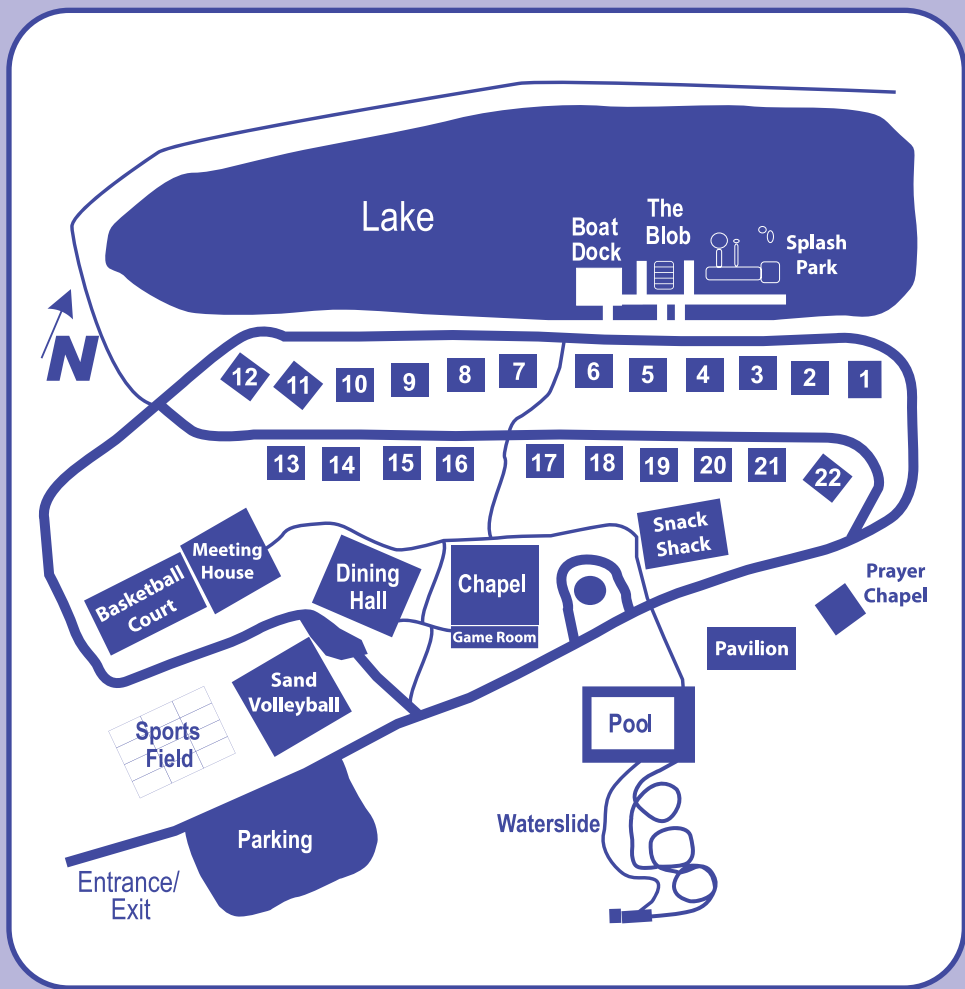 Lake
Boat
Dock
The
Blob
Splash
Park
N
12
11
10
9
8
7
6
5
4
3
2
1
13
14
15
16
17
18
19
20
21
22
Snack
Shack
Meeting
House
Basketball
Court
Dining
Hall
Chapel
Game Room
Prayer
Chapel
Pavilion
Sand
Volleyball
Sports
Field
Pool
Waterslide
Parking
Entrance/
Exit